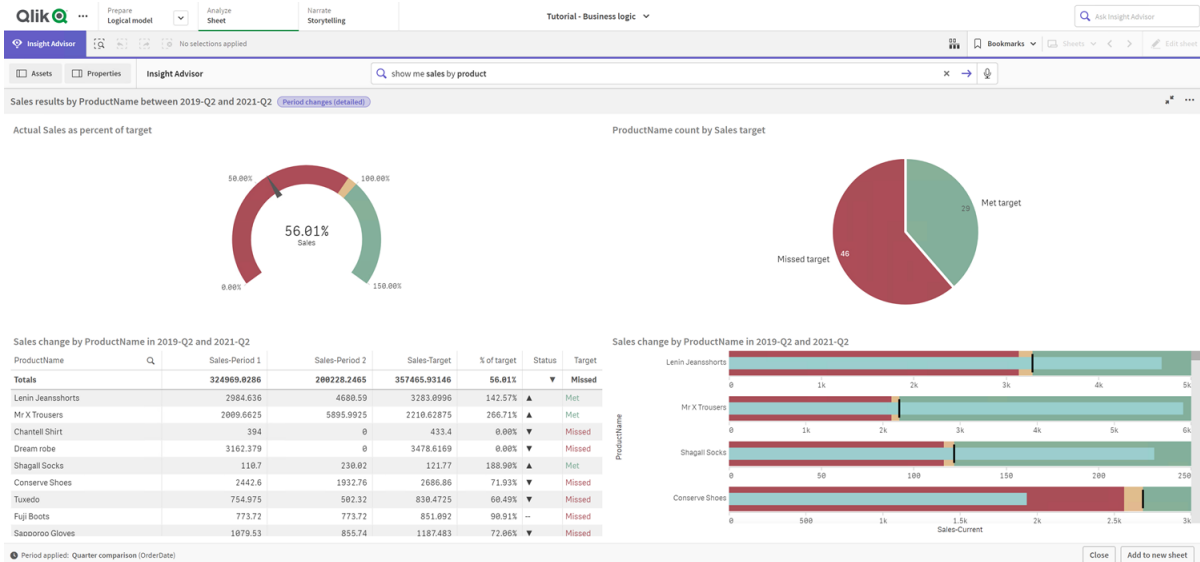 Qlik
Prepare
Logical model
Analyze
Sheet
Narrate
Storytelling
Tutorial - Business logic
Ask Insight Advisor
Insight Advisor
No selections applied
Bookmarks
Sheets
Edit sheet
Assets
Properties
Insight Advisor
show me sales by product
Sales results by ProductName between 2019-Q2 and 2021-Q2 Period changes (detailed)
Actual Sales as percent of target
50.00% 100.00%
56.01%
Sales
0.00% 150.00%
ProductName count by Sales target
29 Met target
Missed target 46
Sales change by ProductName in 2019-Q2 and 2021-Q2
ProductName Sales-Period 1 Sales-Period 2 Sales-Target % of target Status Target
Totals 324969.0286 200228.2465 357465.93146 56.01% ▼ Missed
Lenin Jeansshorts 2984.636 4680.59 3283.0996 142.57% ▲ Met
Mr X Trousers 2009.6625 5895.9925 2210.62875 266.71% ▲ Met
Chantell Shirt 394 0 433.4 0.00% ▼ Missed
Dream robe 3162.379 0 3478.6169 0.00% ▼ Missed
Shagall Socks 110.7 230.02 121.77 188.90% ▲ Met
Conserve Shoes 2442.6 1932.76 2686.86 71.93% ▼ Missed
Tuxedo 754.975 502.32 830.4725 60.49% ▼ Missed
Fuji Boots 773.72 773.72 851.092 90.91% -- Missed
Sapporoo Gloves 1079.53 855.74 1187.483 72.06% ▼ Missed
Sales change by ProductName in 2019-Q2 and 2021-Q2
ProductName
Lenin Jeansshorts
0 1k 2k 3k 4k 5k
Mr X Trousers
0 1k 2k 3k 4k 5k 6k
Shagall Socks
0 50 100 150 200 250
Conserve Shoes
0 500 1k 1.5k 2k 2.5k 3k
Sales-Current
Period applied: Quarter comparison (OrderDate)
Close
Add to new sheet